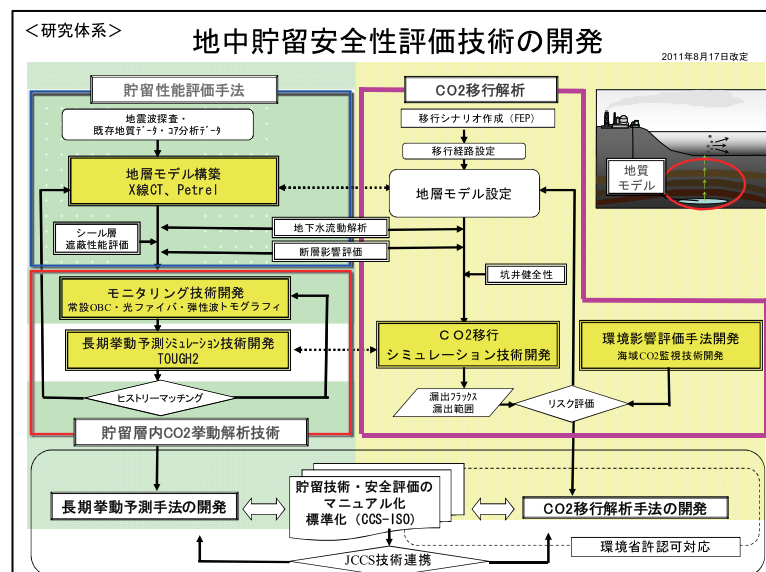 ＜研究体系＞
地中貯留安全性評価技術の開発
2011年8月17日改定
貯留性能評価手法
地震波探査・
既存地質ﾃﾞｰﾀ・ｺｱ分析ﾃﾞｰﾀ
地層モデル構築
X線CT、Petrel
シール層
遮蔽性能評価
地下水流動解析
断層影響評価
モニタリング技術開発
常設OBC・光ファイバ・弾性波トモグラフィ
長期挙動予測ｼﾐｭﾚｰｼｮﾝ技術開発
TOUGH2
ヒストリーマッチング
貯留層内CO2挙動解析技術
CO2移行解析
移行シナリオ作成（FEP）
移行経路設定
地層モデル設定
坑井健全性
CO2移行
シミュレーション技術開発
漏出ﾌﾗｯｸｽ
漏出範囲
リスク評価
環境影響評価手法開発
海域CO2監視技術開発
地質
モデル
長期挙動予測手法の開発
貯留技術・安全評価の
マニュアル化
標準化（CCS-ISO）
CO2移行解析手法の開発
JCCS技術連携
環境省許認可対応